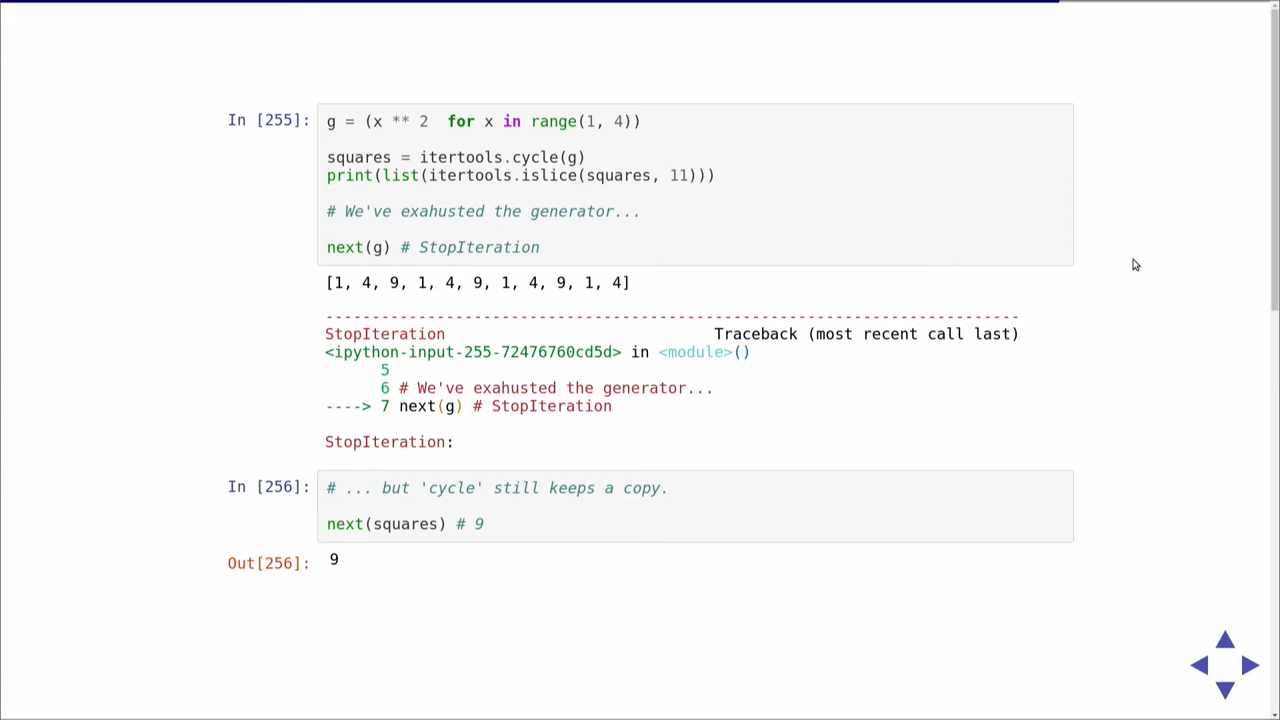 In [255]:
g = (x ** 2  for x in range(1, 4))
squares = itertools.cycle(g)
print(list(itertools.islice(squares, 11)))
# We've exahusted the generator...
next(g) # StopIteration
[1, 4, 9, 1, 4, 9, 1, 4, 9, 1, 4]
---------------------------------------------------------------------------
StopIteration                             Traceback (most recent call last)
<ipython-input-255-72476760cd5d> in <module>()
      5
      6 # We've exahusted the generator...
----> 7 next(g) # StopIteration
StopIteration:
In [256]:
# ... but 'cycle' still keeps a copy.
next(squares) # 9
Out[256]:
9